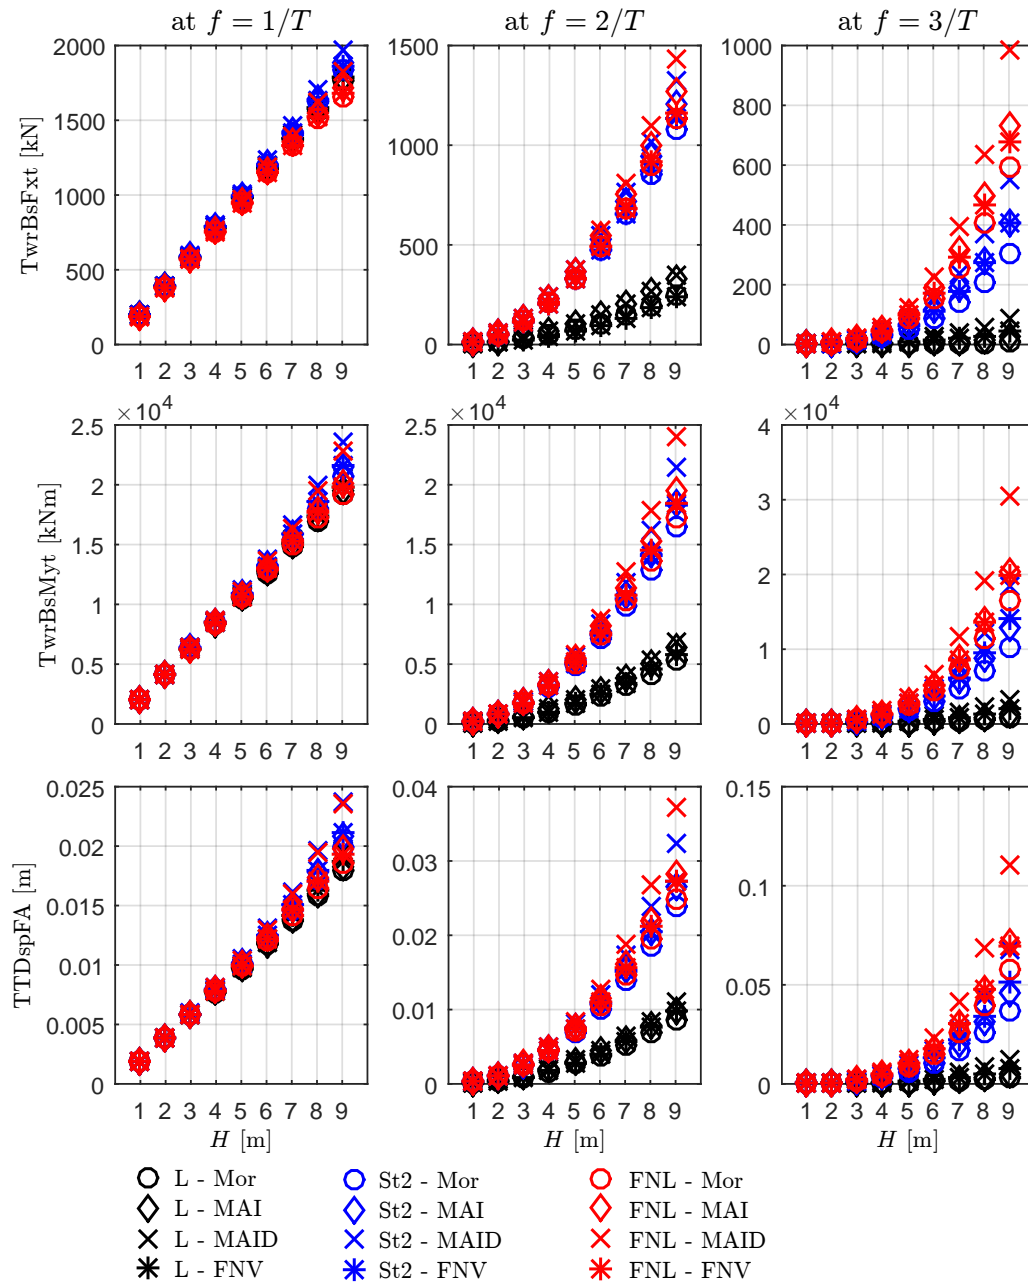 at f = 1/T
at f = 2/T
at f = 3/T
TwrBsFxt [kN]
2000
1500
1000
500
0
1 2 3 4 5 6 7 8 9
1500
1000
500
0
1 2 3 4 5 6 7 8 9
1000
800
600
400
200
0
1 2 3 4 5 6 7 8 9
TwrBsMyt [kNm]
×10⁴
2.5
2
1.5
1
0.5
0
1 2 3 4 5 6 7 8 9
×10⁴
2.5
2
1.5
1
0.5
0
1 2 3 4 5 6 7 8 9
×10⁴
4
3
2
1
0
1 2 3 4 5 6 7 8 9
TTDspFA [m]
0.025
0.02
0.015
0.01
0.005
0
1 2 3 4 5 6 7 8 9
H [m]
0.04
0.03
0.02
0.01
0
1 2 3 4 5 6 7 8 9
H [m]
0.15
0.1
0.05
0
1 2 3 4 5 6 7 8 9
H [m]
L - Mor
L - MAI
L - MAID
L - FNV
St2 - Mor
St2 - MAI
St2 - MAID
St2 - FNV
FNL - Mor
FNL - MAI
FNL - MAID
FNL - FNV